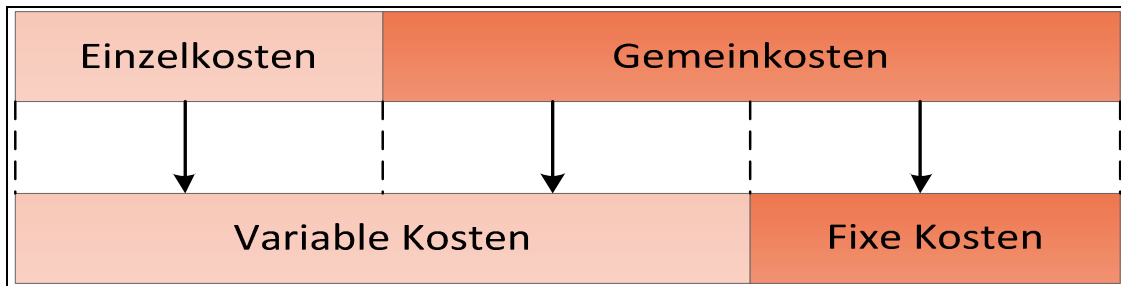 Einzelkosten
Gemeinkosten
Variable Kosten
Fixe Kosten